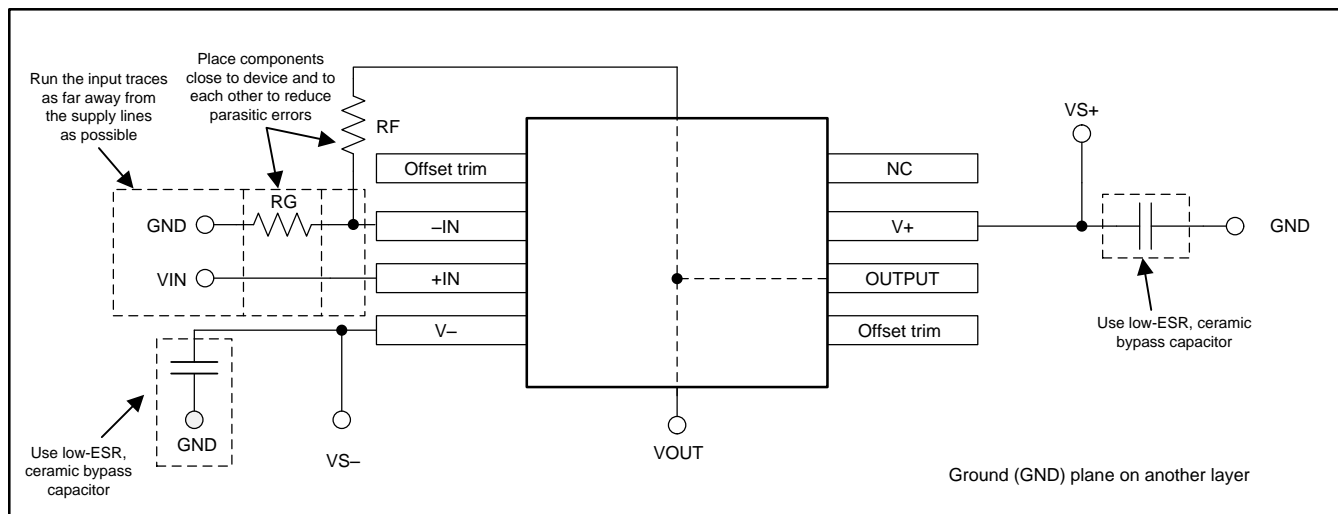 Run the input traces
as far away from
the supply lines
as possible
Place components
close to device and to
each other to reduce
parasitic errors
RF
VS+
Offset trim
NC
RG
GND
–IN
V+
GND
VIN
+IN
OUTPUT
V–
Offset trim
Use low-ESR, ceramic
bypass capacitor
GND
Use low-ESR,
ceramic bypass
capacitor
VS–
VOUT
Ground (GND) plane on another layer